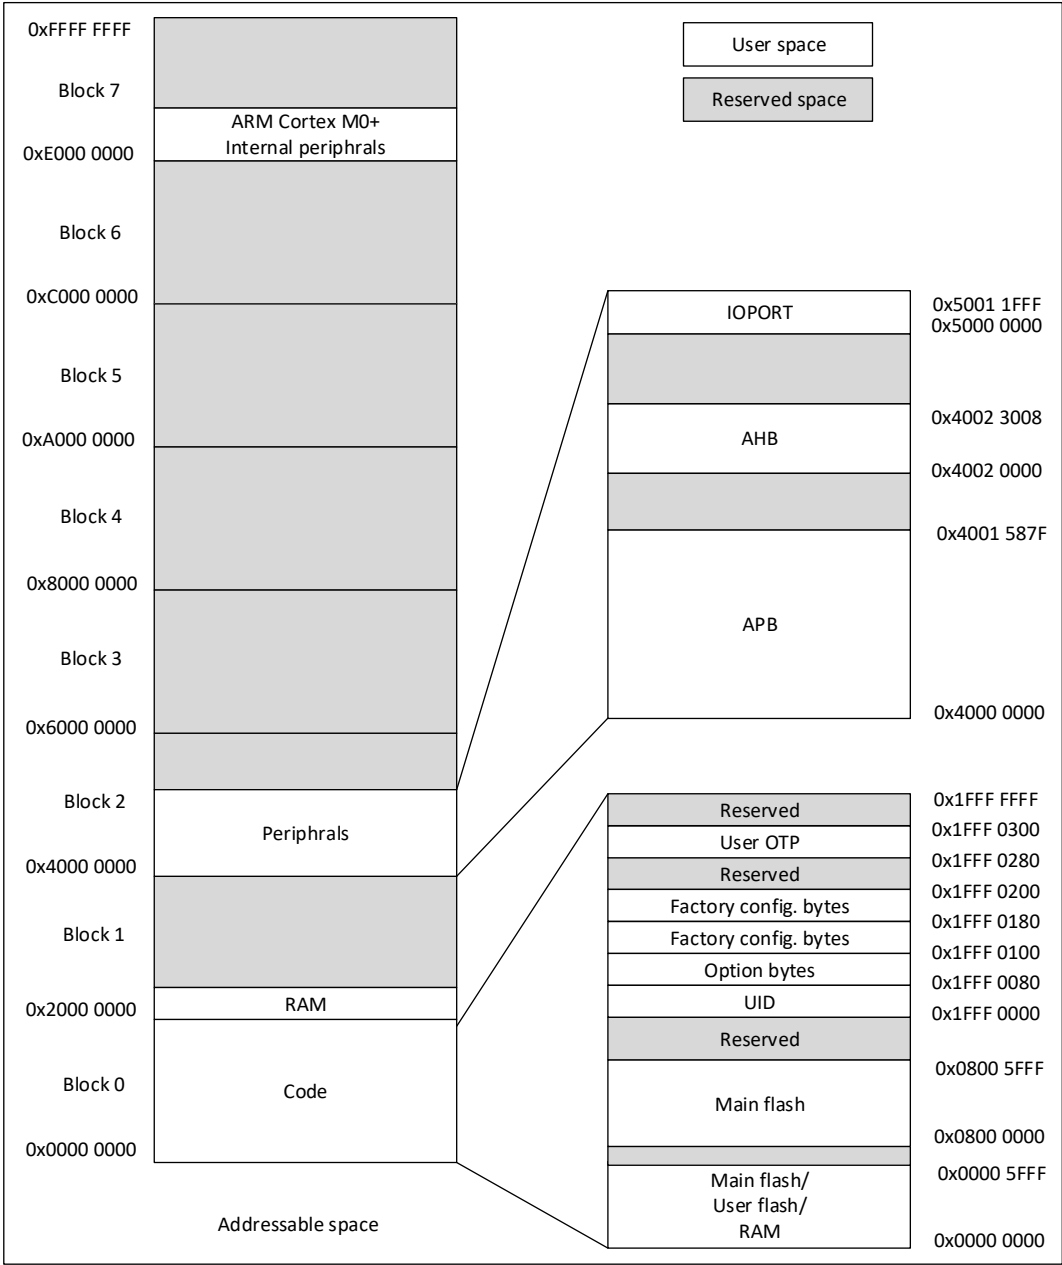 0xFFFF FFFF
Block 7
ARM Cortex M0+
Internal periphrals
0xE000 0000
Block 6
0xC000 0000
Block 5
0xA000 0000
Block 4
0x8000 0000
Block 3
0x6000 0000
Block 2
Periphrals
0x4000 0000
Block 1
RAM
0x2000 0000
Block 0
Code
0x0000 0000
Addressable space
User space
Reserved space
IOPORT
0x5001 1FFF
0x5000 0000
AHB
0x4002 3008
0x4002 0000
0x4001 587F
APB
0x4000 0000
Reserved
0x1FFF FFFF
0x1FFF 0300
User OTP
0x1FFF 0280
Reserved
0x1FFF 0200
Factory config. bytes
0x1FFF 0180
Factory config. bytes
0x1FFF 0100
Option bytes
0x1FFF 0080
UID
0x1FFF 0000
Reserved
0x0800 5FFF
Main flash
0x0800 0000
0x0000 5FFF
Main flash/
User flash/
RAM
0x0000 0000